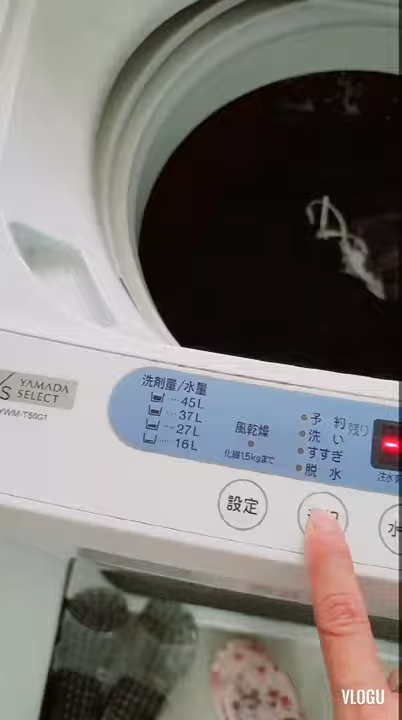 YAMADA
SELECT
YWM-T50G1
洗剤量/水量
45L
37L
27L
16L
風乾燥
化繊1.5kgまで
予約
洗い
すすぎ
脱水
残り
設定
水
VLOGU